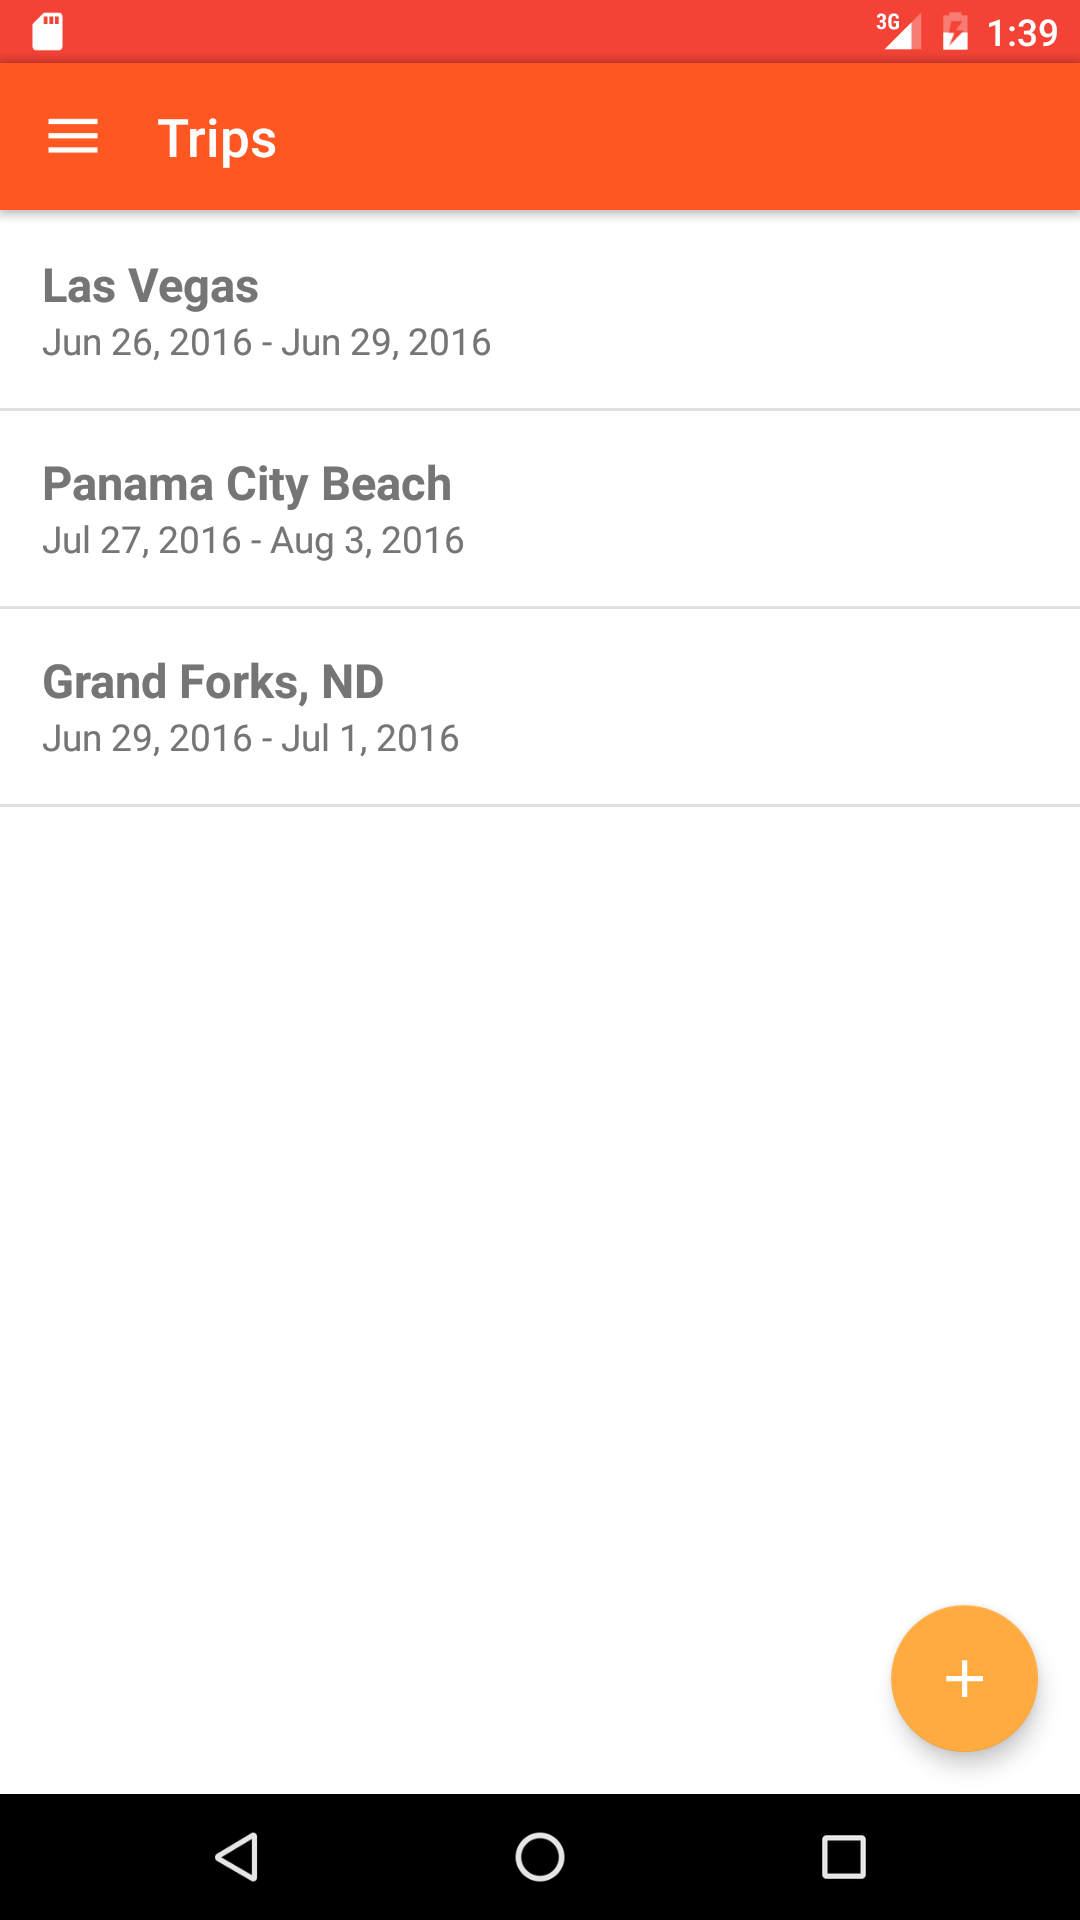 3G 1:39
Trips
Las Vegas
Jun 26, 2016 - Jun 29, 2016
Panama City Beach
Jul 27, 2016 - Aug 3, 2016
Grand Forks, ND
Jun 29, 2016 - Jul 1, 2016